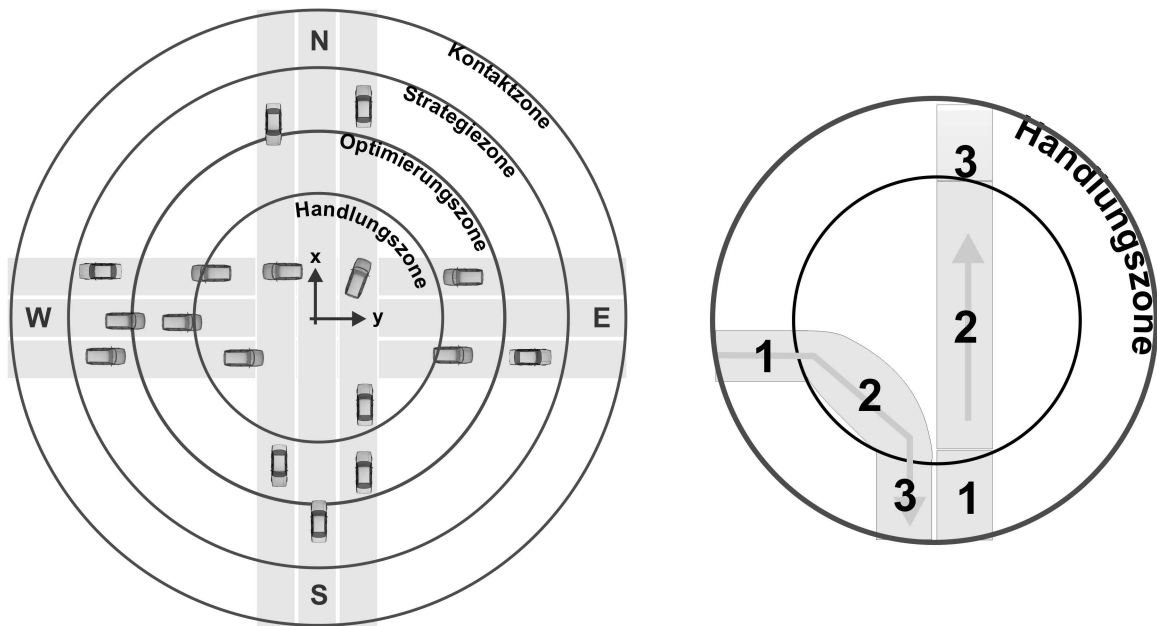 N
Kontaktzone
Strategiezone
Optimierungszone
Handlungszone
x
y
W
E
S
Handlungszone
3
2
1
2
3
1